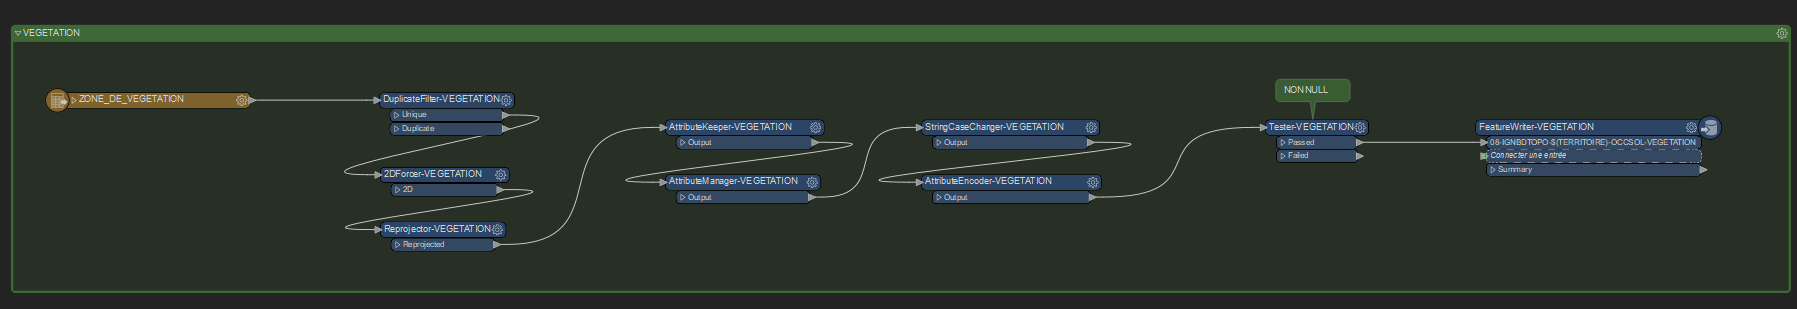 VEGETATION
ZONE_DE_VEGETATION
DuplicateFilter-VEGETATION
Unique
Duplicate
2DForcer-VEGETATION
2D
Reprojector-VEGETATION
Reprojected
AttributeKeeper-VEGETATION
Output
AttributeManager-VEGETATION
Output
StringCaseChanger-VEGETATION
Output
AttributeEncoder-VEGETATION
Output
NON NULL
Tester-VEGETATION
Passed
Failed
FeatureWriter-VEGETATION
08-IGNBDTOPO-$(TERRITOIRE)-OCCSOL-VEGETATION
Connecter une entrée
Summary